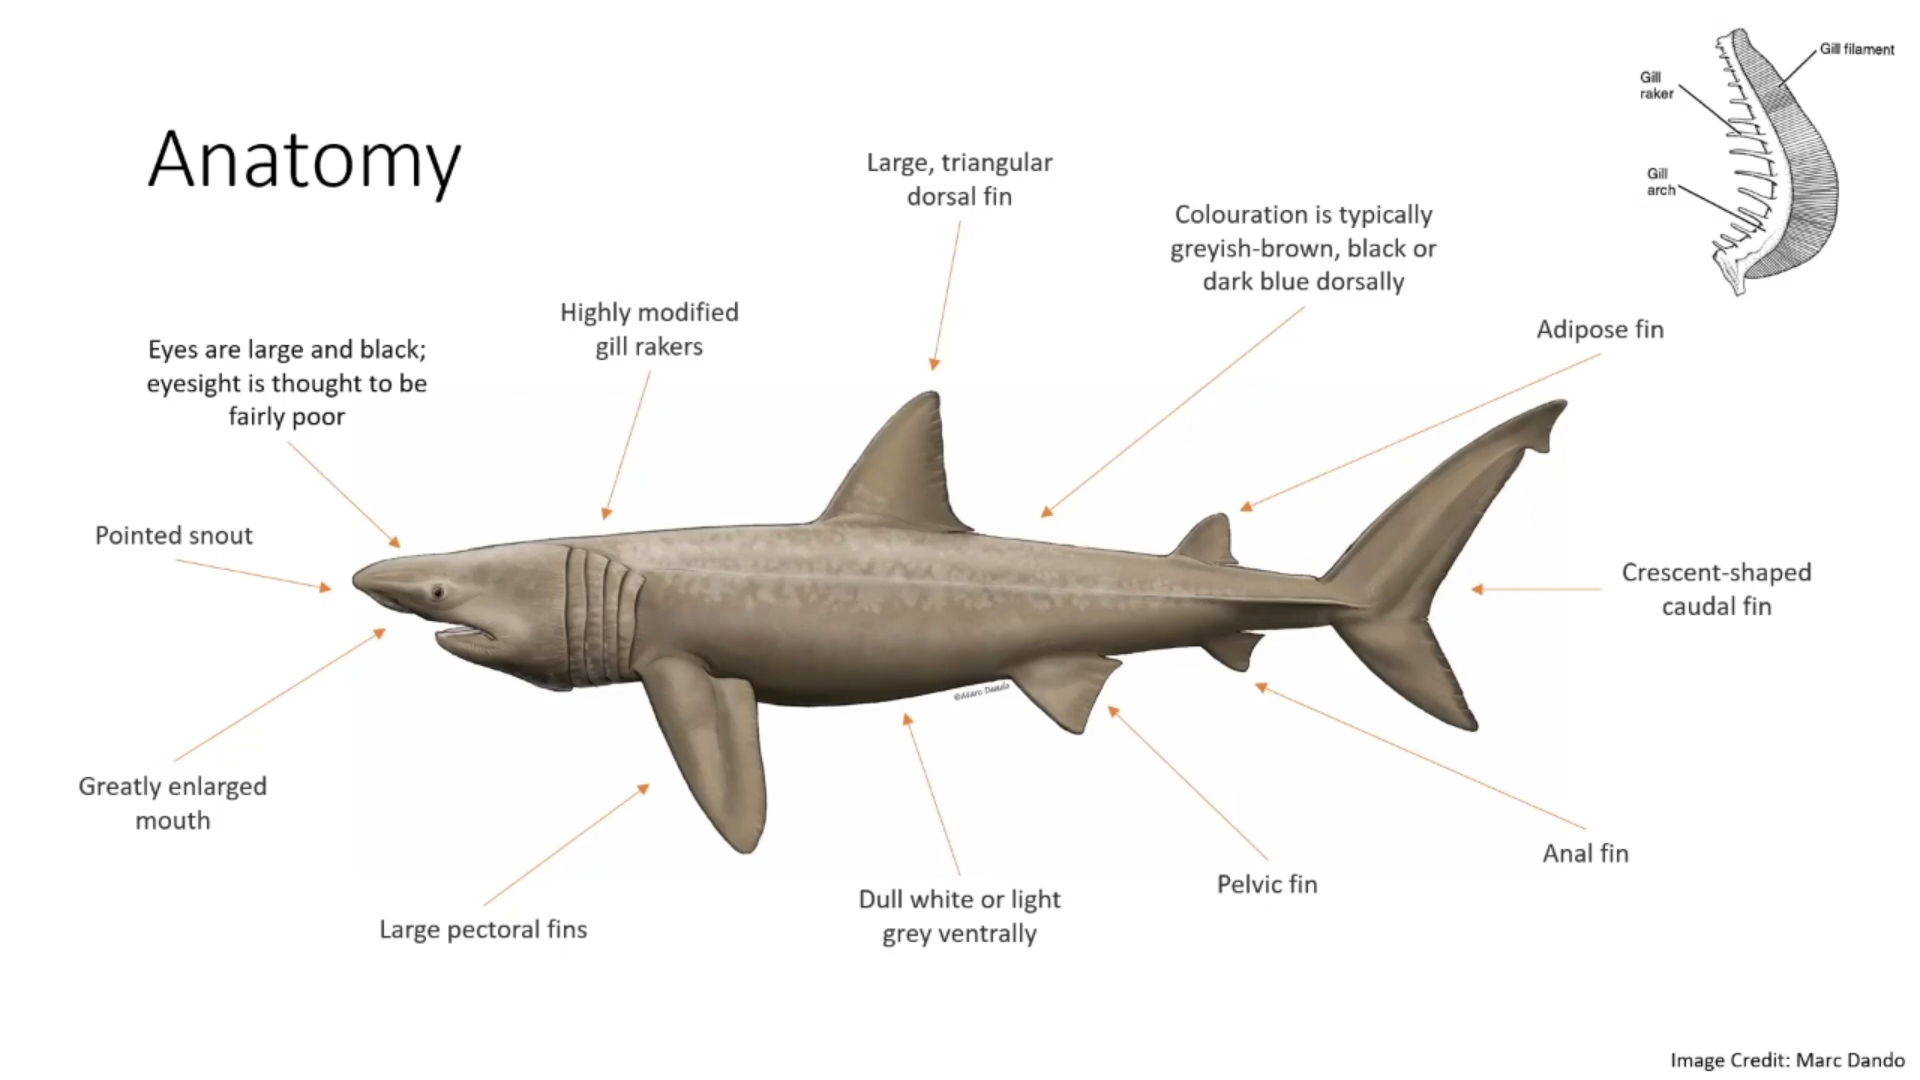 Anatomy
Gill filament
Gill
raker
Gill
arch
Large, triangular
dorsal fin
Colouration is typically
greyish-brown, black or
dark blue dorsally
Highly modified
gill rakers
Adipose fin
Eyes are large and black;
eyesight is thought to be
fairly poor
Pointed snout
Crescent-shaped
caudal fin
©Marc Dando
Greatly enlarged
mouth
Anal fin
Pelvic fin
Dull white or light
grey ventrally
Large pectoral fins
Image Credit: Marc Dando